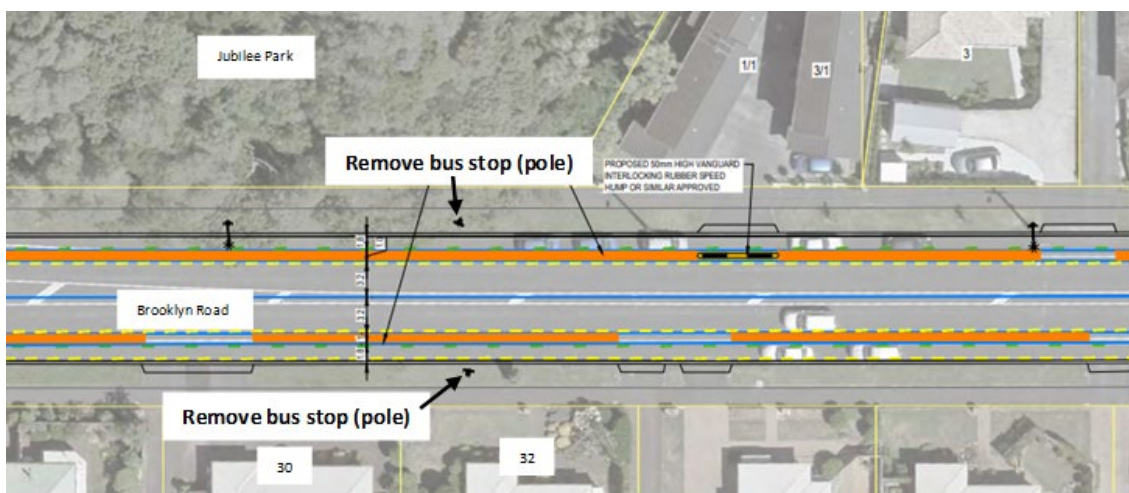 Jubilee Park
1/1
3/1
3
Remove bus stop (pole)
PROPOSED 50mm HIGH VANGUARD
INTERLOCKING RUBBER SPEED
HUMP OR SIMILAR APPROVED
Brooklyn Road
Remove bus stop (pole)
30
32